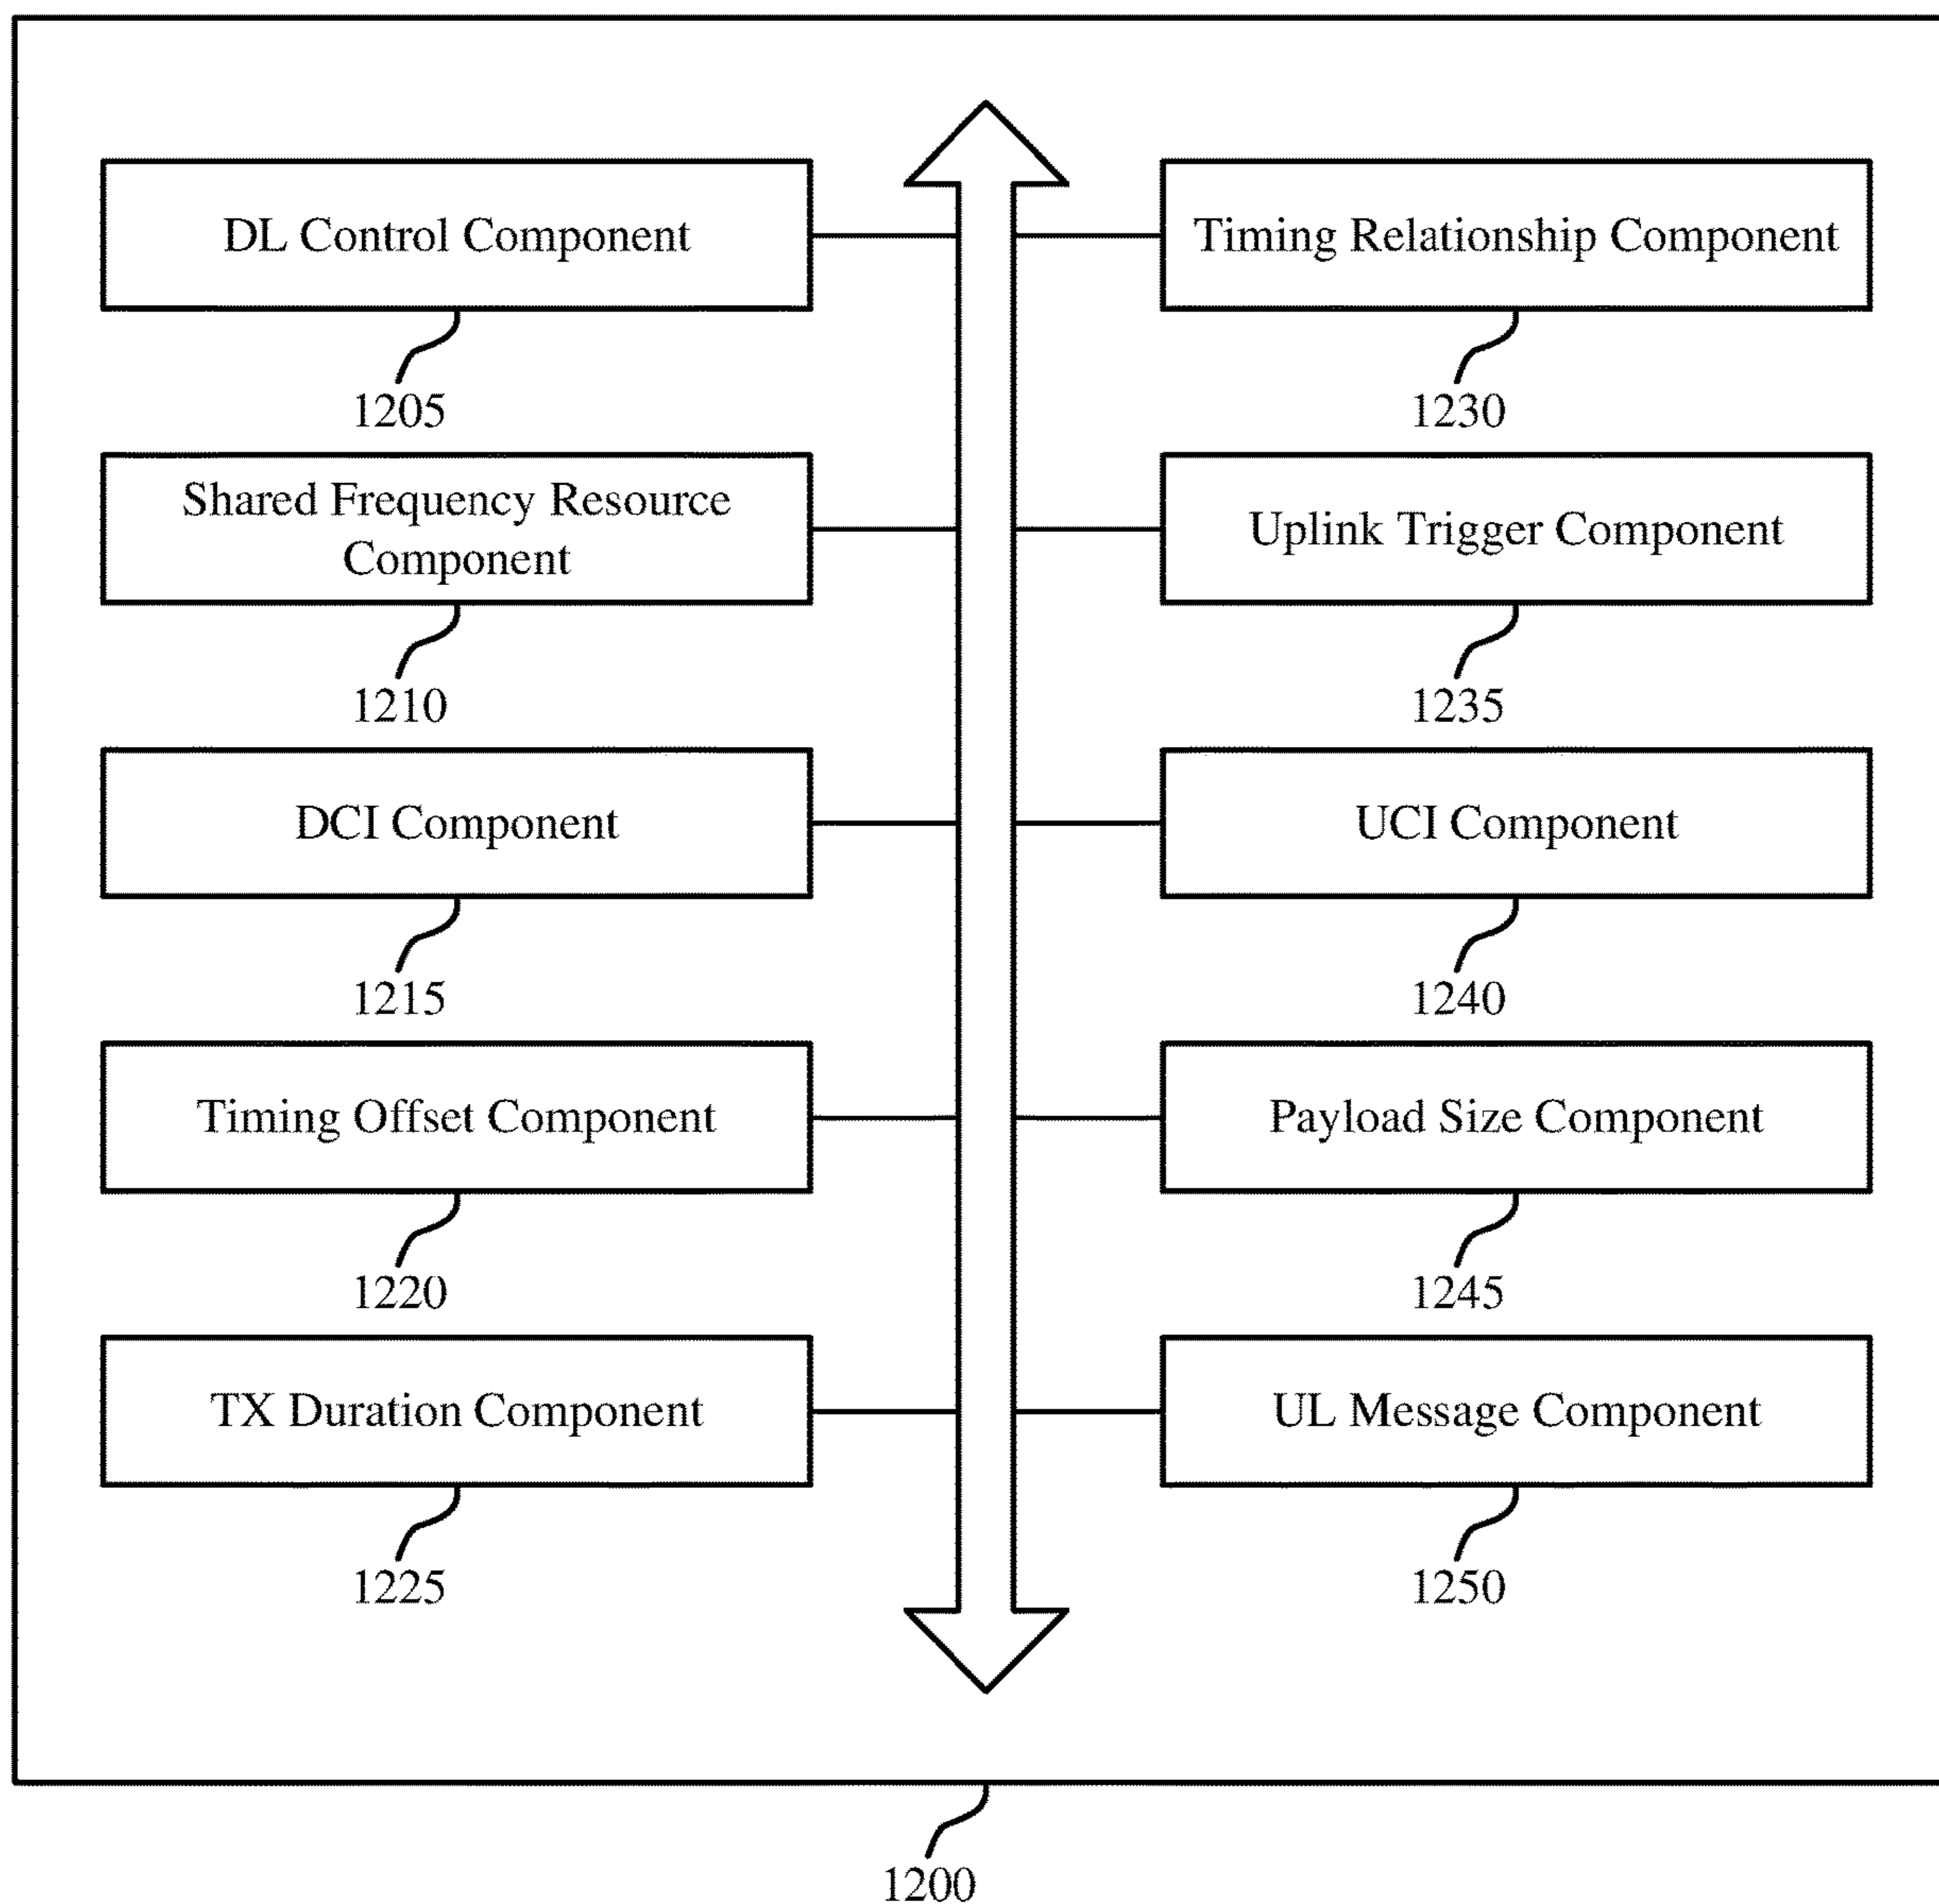 DL Control Component
1205
Shared Frequency Resource
Component
1210
DCI Component
1215
Timing Offset Component
1220
TX Duration Component
1225
Timing Relationship Component
1230
Uplink Trigger Component
1235
UCI Component
1240
Payload Size Component
1245
UL Message Component
1250
1200